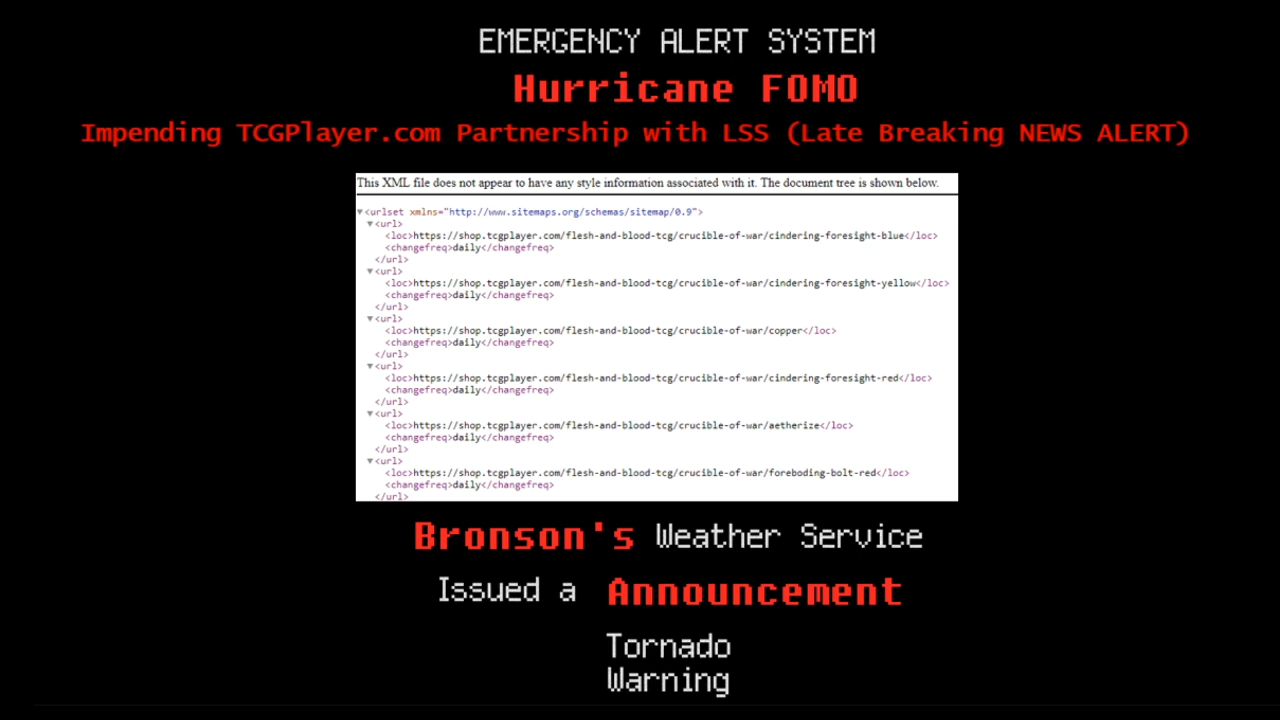 EMERGENCY ALERT SYSTEM
Hurricane FOMO
Impending TCGPlayer.com Partnership with LSS (Late Breaking NEWS ALERT)
This XML file does not appear to have any style information associated with it. The document tree is shown below.
▼<urlset xmlns="http://www.sitemaps.org/schemas/sitemap/0.9">
▼<url>
<loc>https://shop.tcgplayer.com/flesh-and-blood-tcg/crucible-of-war/cindering-foresight-blue</loc>
<changefreq>daily</changefreq>
</url>
▼<url>
<loc>https://shop.tcgplayer.com/flesh-and-blood-tcg/crucible-of-war/cindering-foresight-yellow</loc>
<changefreq>daily</changefreq>
</url>
▼<url>
<loc>https://shop.tcgplayer.com/flesh-and-blood-tcg/crucible-of-war/copper</loc>
<changefreq>daily</changefreq>
</url>
▼<url>
<loc>https://shop.tcgplayer.com/flesh-and-blood-tcg/crucible-of-war/cindering-foresight-red</loc>
<changefreq>daily</changefreq>
</url>
▼<url>
<loc>https://shop.tcgplayer.com/flesh-and-blood-tcg/crucible-of-war/aetherize</loc>
<changefreq>daily</changefreq>
</url>
▼<url>
<loc>https://shop.tcgplayer.com/flesh-and-blood-tcg/crucible-of-war/foreboding-bolt-red</loc>
<changefreq>daily</changefreq>
</url>
Bronson's Weather Service
Issued a Announcement
Tornado
Warning